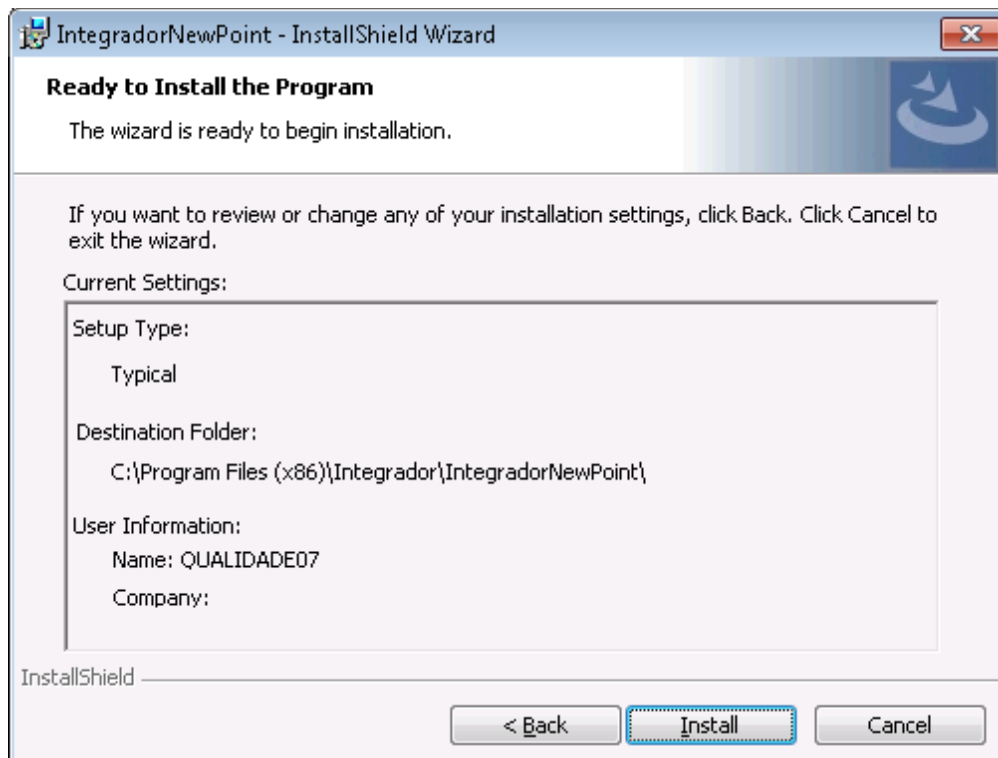 IntegradorNewPoint - InstallShield Wizard
Ready to Install the Program
The wizard is ready to begin installation.
If you want to review or change any of your installation settings, click Back. Click Cancel to
exit the wizard.
Current Settings:
Setup Type:
Typical
Destination Folder:
C:\Program Files (x86)\Integrador\IntegradorNewPoint\
User Information:
Name: QUALIDADE07
Company:
InstallShield
< Back
Install
Cancel